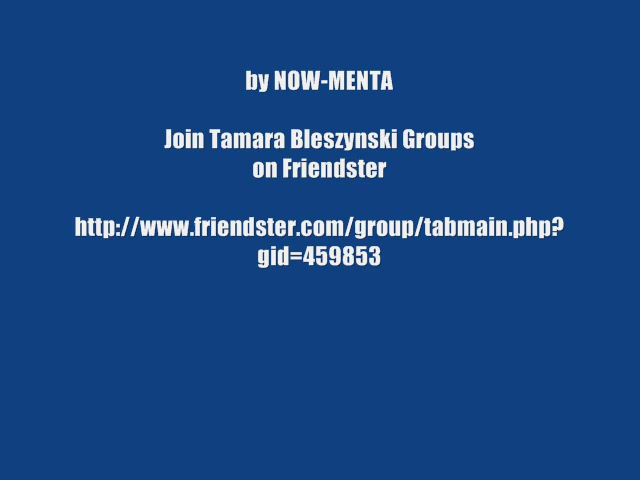 by NOW-MENTA
Join Tamara Bleszynski Groups
on Friendster
http://www.friendster.com/group/tabmain.php?
gid=459853